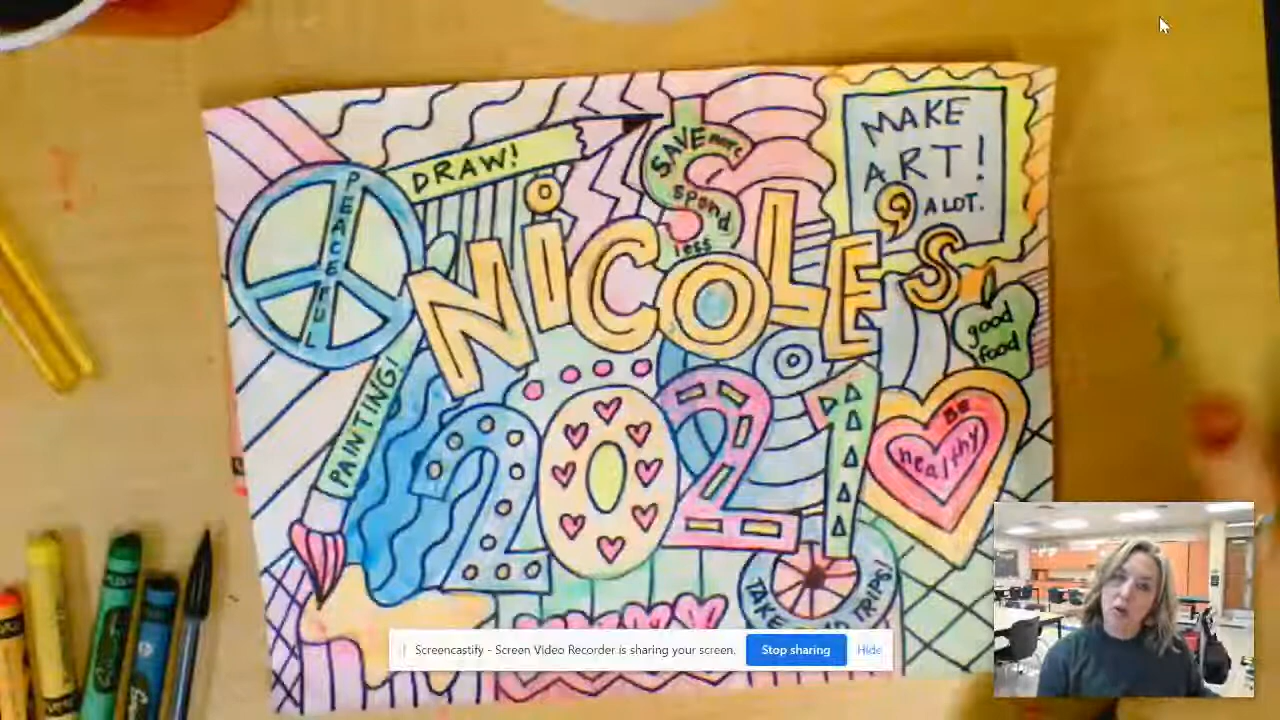 DRAW!
SAVE more
spend
less
MAKE
ART!
A LOT.
PEACEFUL
NiCOLE's
good
food
PAINTING!
2021
BE
healthy
TAKE
TRIPS!
Screencastify - Screen Video Recorder is sharing your screen.
Stop sharing
Hide